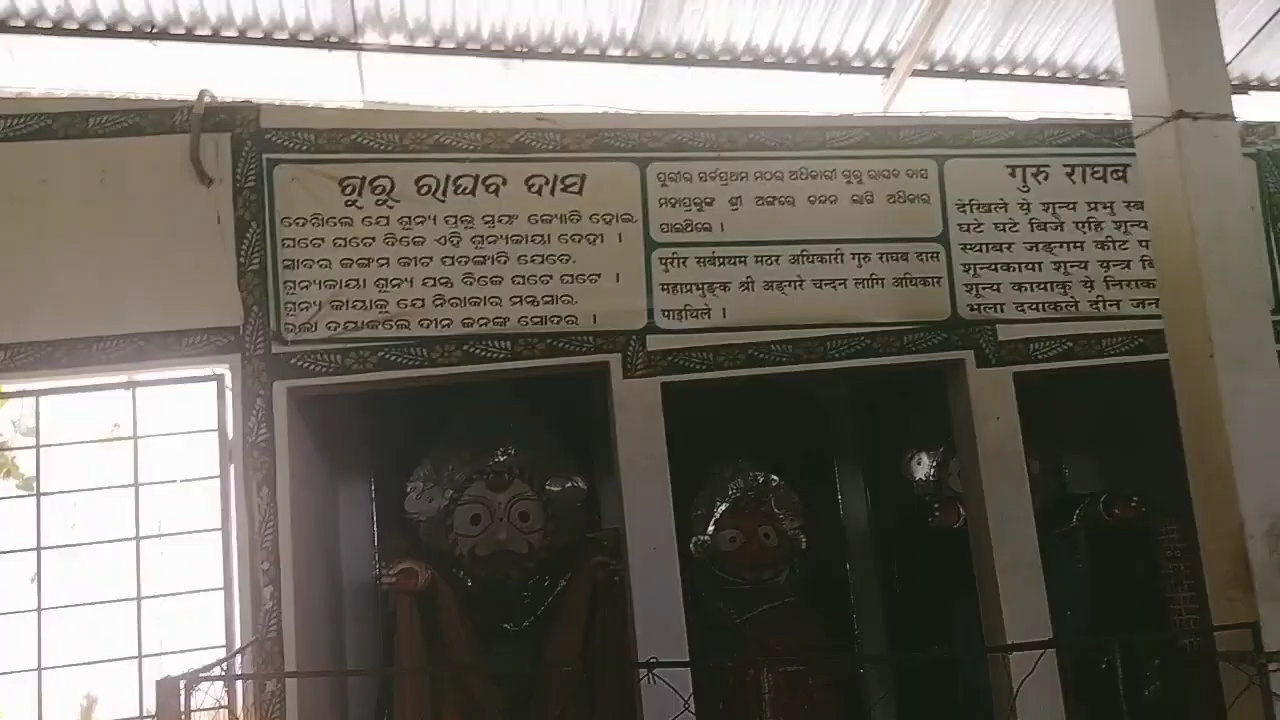 ଗୁରୁ ରାଘବ ଦାସ
ଦେଖିଲେ ଯେ ଶୂନ୍ୟ ପ୍ରଭୁ ସ୍ୱୟଂ ଜ୍ୟୋତି ହୋଇ,
ଘଟେ ଘଟେ ବିଜେ ଏହି ଶୂନ୍ୟକାୟା ଦେହୀ ।
ସ୍ଥାବର ଜଙ୍ଗମ କୀଟ ପତଙ୍ଗାଦି ଯେତେ,
ଶୂନ୍ୟକାୟା ଶୂନ୍ୟ ଯନ୍ତ୍ର ବିଜେ ଘଟେ ଘଟେ ।
ଶୂନ୍ୟ କାୟାକୁ ଯେ ନିରାକାର ମନ୍ତ୍ରସାର,
ଭଲା ଦୟାକଲେ ଦୀନ ଜନଙ୍କ ସୋଦର ।
ପୁରୀର ସର୍ବପ୍ରଥମ ମଠର ଅଧିକାରୀ ଗୁରୁ ରାଘବ ଦାସ
ମହାପ୍ରଭୁଙ୍କ ଶ୍ରୀ ଅଙ୍ଗରେ ଚନ୍ଦନ ଲାଗି ଅଧିକାର
ପାଇଥିଲେ ।
पुरीर सर्बप्रथम मठर अधिकारी गुरु राघब दास
महाप्रभुङ्क श्री अङ्गरे चन्दन लागि अधिकार
पाइथिले ।
गुरु राघब
देखिले ये शून्य प्रभु स्ब
घटे घटे बिजे एहि शून्य
स्थाबर जङ्गम कीट प
शून्यकाया शून्य यन्त्र बि
शून्य कायाकु ये निराक
भला दयाकले दीन जन